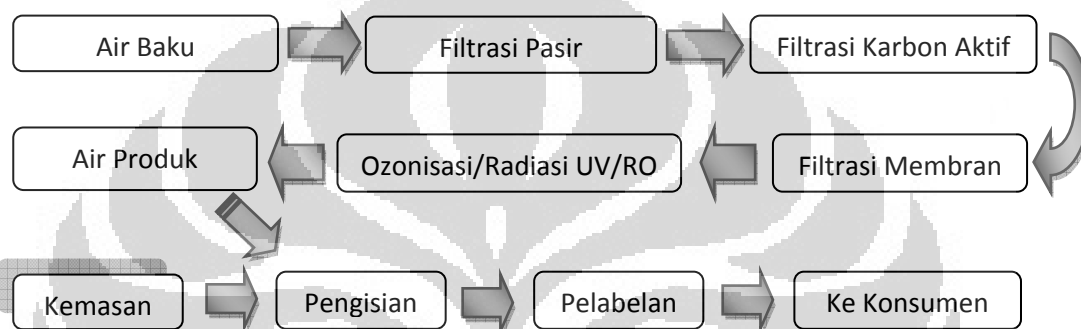 Air Baku
Filtrasi Pasir
Filtrasi Karbon Aktif
Filtrasi Membran
Ozonisasi/Radiasi UV/RO
Air Produk
Kemasan
Pengisian
Pelabelan
Ke Konsumen